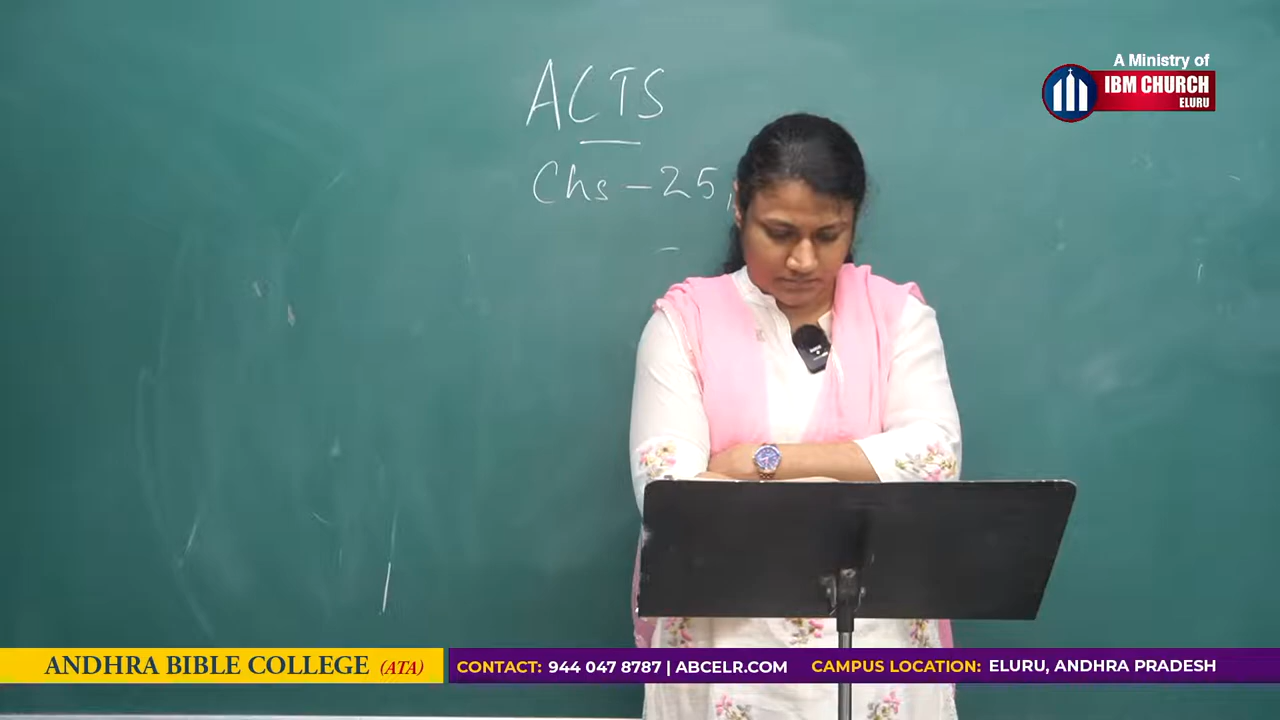 ACTS
Chs - 25,
A Ministry of
IBM CHURCH
ELURU
ANDHRA BIBLE COLLEGE (ATA)
CONTACT: 944 047 8787 | ABCELR.COM CAMPUS LOCATION: ELURU, ANDHRA PRADESH